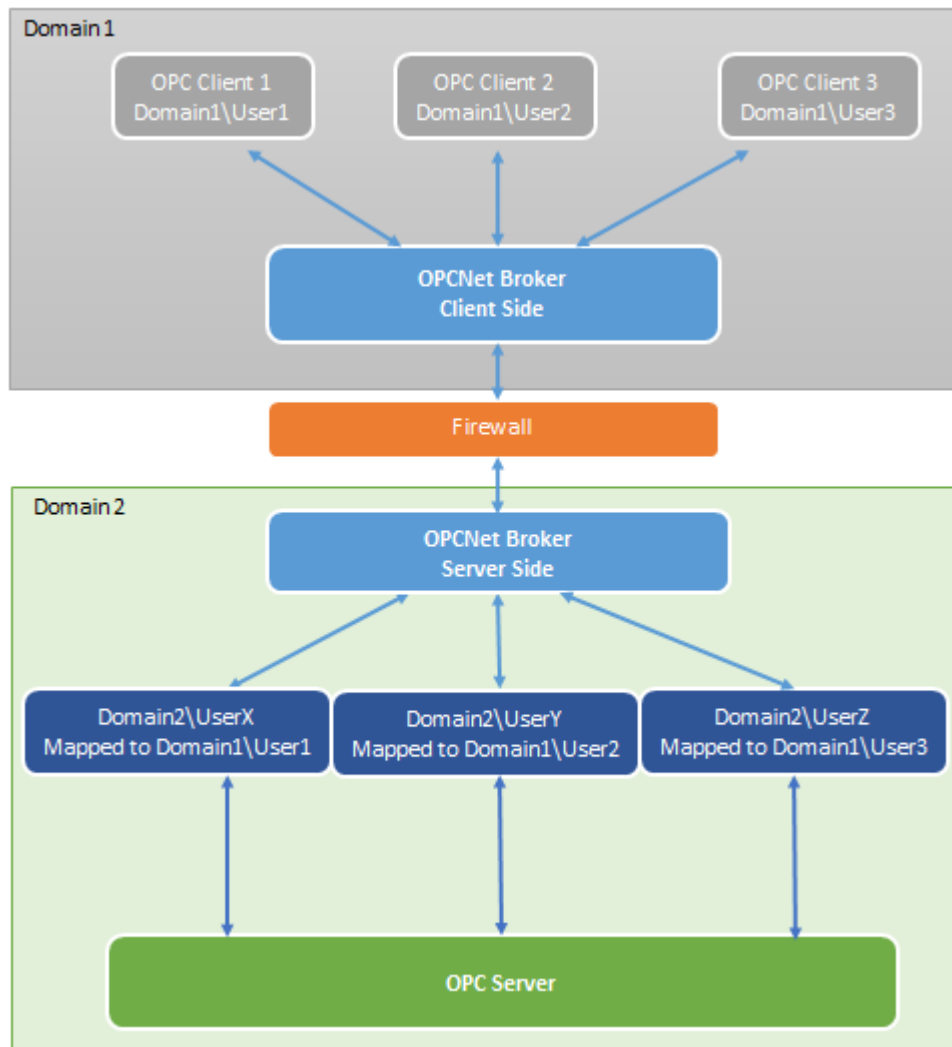 Domain 1
OPC Client 1
Domain1\User1
OPC Client 2
Domain1\User2
OPC Client 3
Domain1\User3
OPCNet Broker
Client Side
Firewall
Domain 2
OPCNet Broker
Server Side
Domain2\UserX
Mapped to Domain1\User1
Domain2\UserY
Mapped to Domain1\User2
Domain2\UserZ
Mapped to Domain1\User3
OPC Server